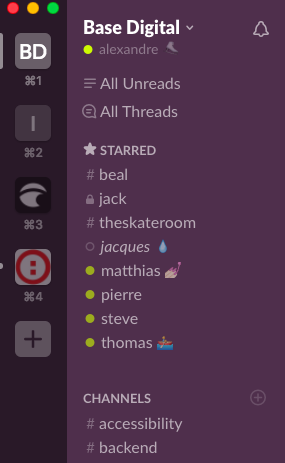 BD
⌘1
I
⌘2
⌘3
⌘4
Base Digital
alexandre
All Unreads
All Threads
STARRED
# beal
jack
# theskateroom
jacques
matthias
pierre
steve
thomas
CHANNELS
# accessibility
# backend